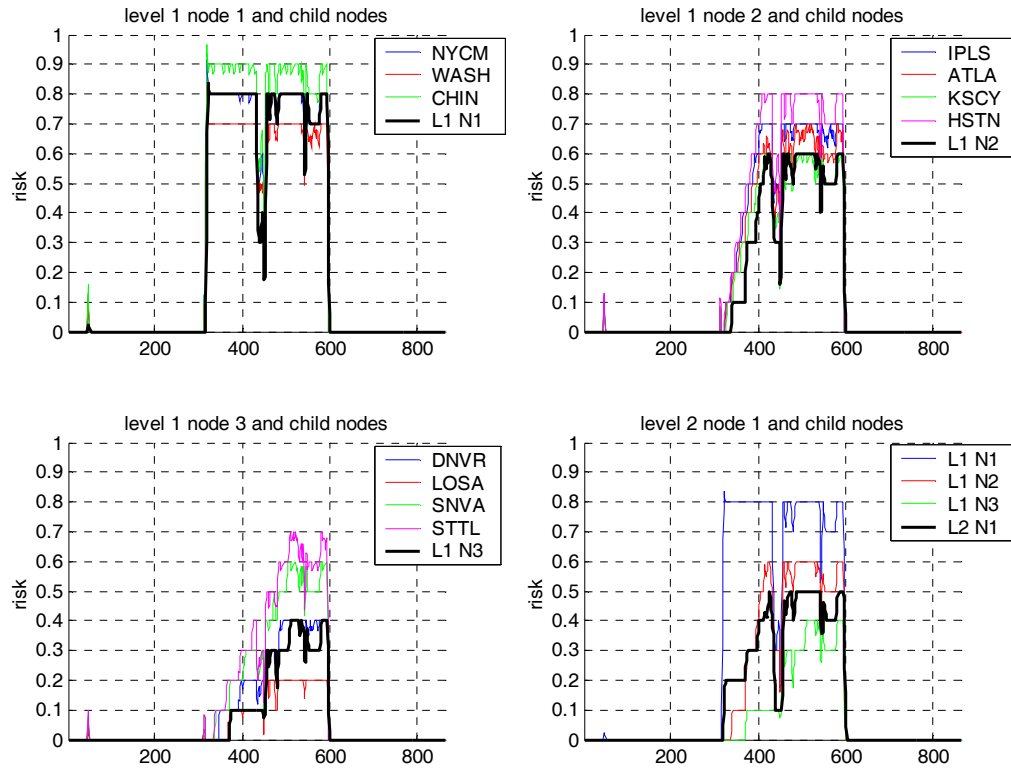 level 1 node 1 and child nodes
1
0.9
0.8
0.7
0.6
0.5
0.4
0.3
0.2
0.1
0
risk
200
400
600
800
NYCM
WASH
CHIN
L1 N1
level 1 node 2 and child nodes
1
0.9
0.8
0.7
0.6
0.5
0.4
0.3
0.2
0.1
0
risk
200
400
600
800
IPLS
ATLA
KSCY
HSTN
L1 N2
level 1 node 3 and child nodes
1
0.9
0.8
0.7
0.6
0.5
0.4
0.3
0.2
0.1
0
risk
200
400
600
800
DNVR
LOSA
SNVA
STTL
L1 N3
level 2 node 1 and child nodes
1
0.9
0.8
0.7
0.6
0.5
0.4
0.3
0.2
0.1
0
risk
200
400
600
800
L1 N1
L1 N2
L1 N3
L2 N1